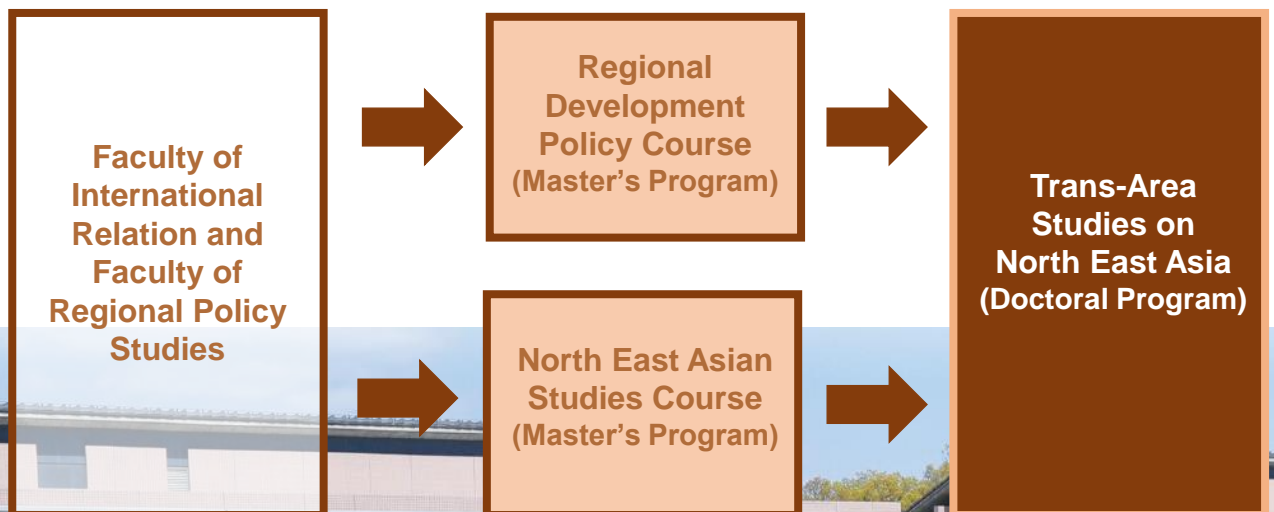 Faculty of
International
Relation and
Faculty of
Regional Policy
Studies
Regional
Development
Policy Course
(Master's Program)
North East Asian
Studies Course
(Master's Program)
Trans-Area
Studies on
North East Asia
(Doctoral Program)